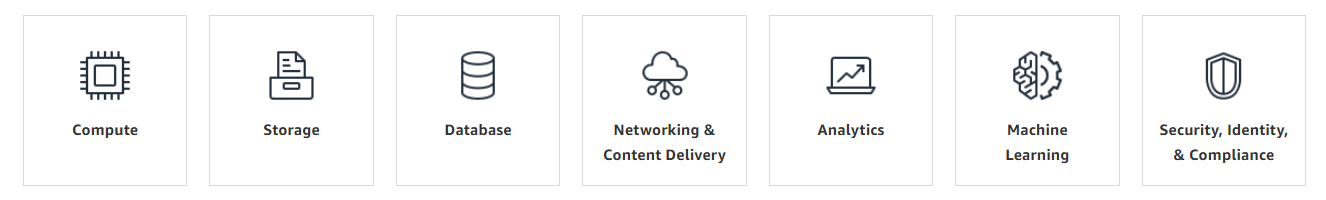 Compute
Storage
Database
Networking &
Content Delivery
Analytics
Machine
Learning
Security, Identity,
& Compliance